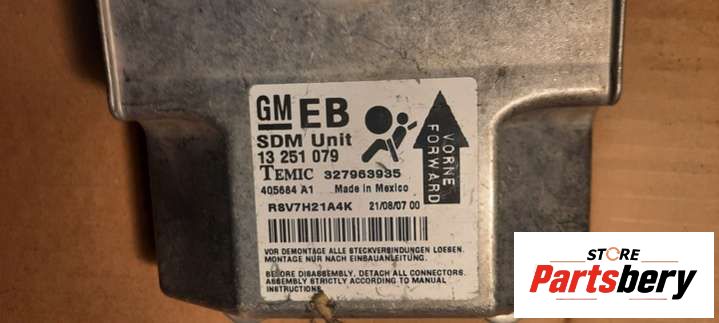 GM EB
SDM Unit
13 251 079
TEMIC 327963935
405684 A1 Made in Mexico
R8V7H21A4K 21/08/07 00
VORNE
FORWARD
VOR DEMONTAGE ALLE STECKVERBINDUNGEN LOESEN.
MONTAGE NUR NACH EINBAUANLEITUNG.
BEFORE DISASSEMBLY, DETACH ALL CONNECTORS.
ASSEMBLY STRICTLY ACCORDING TO MANUAL
INSTRUCTIONS
STORE
Partsbery